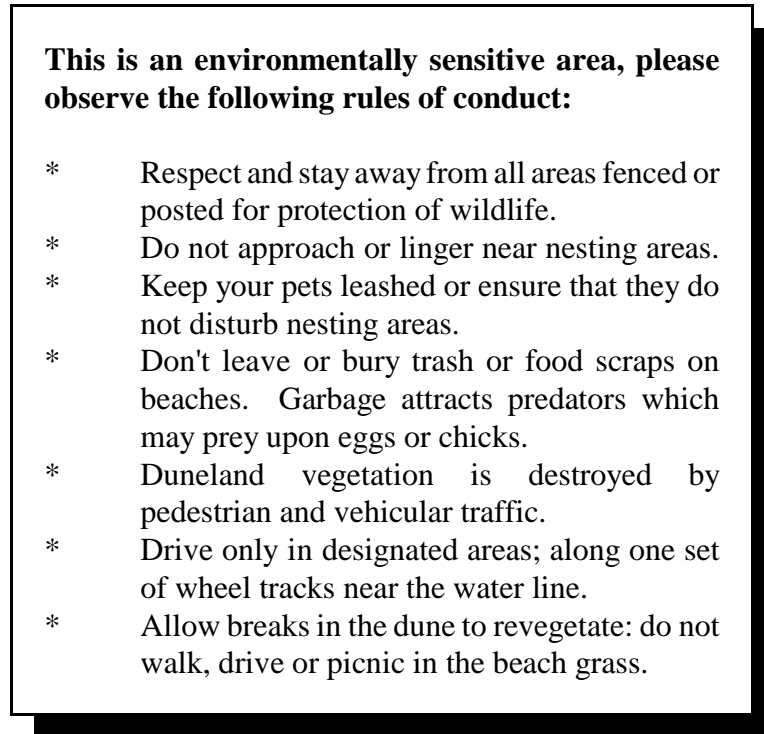 This is an environmentally sensitive area, please
observe the following rules of conduct:
* Respect and stay away from all areas fenced or
posted for protection of wildlife.
* Do not approach or linger near nesting areas.
* Keep your pets leashed or ensure that they do
not disturb nesting areas.
* Don't leave or bury trash or food scraps on
beaches. Garbage attracts predators which
may prey upon eggs or chicks.
* Duneland vegetation is destroyed by
pedestrian and vehicular traffic.
* Drive only in designated areas; along one set
of wheel tracks near the water line.
* Allow breaks in the dune to revegetate: do not
walk, drive or picnic in the beach grass.